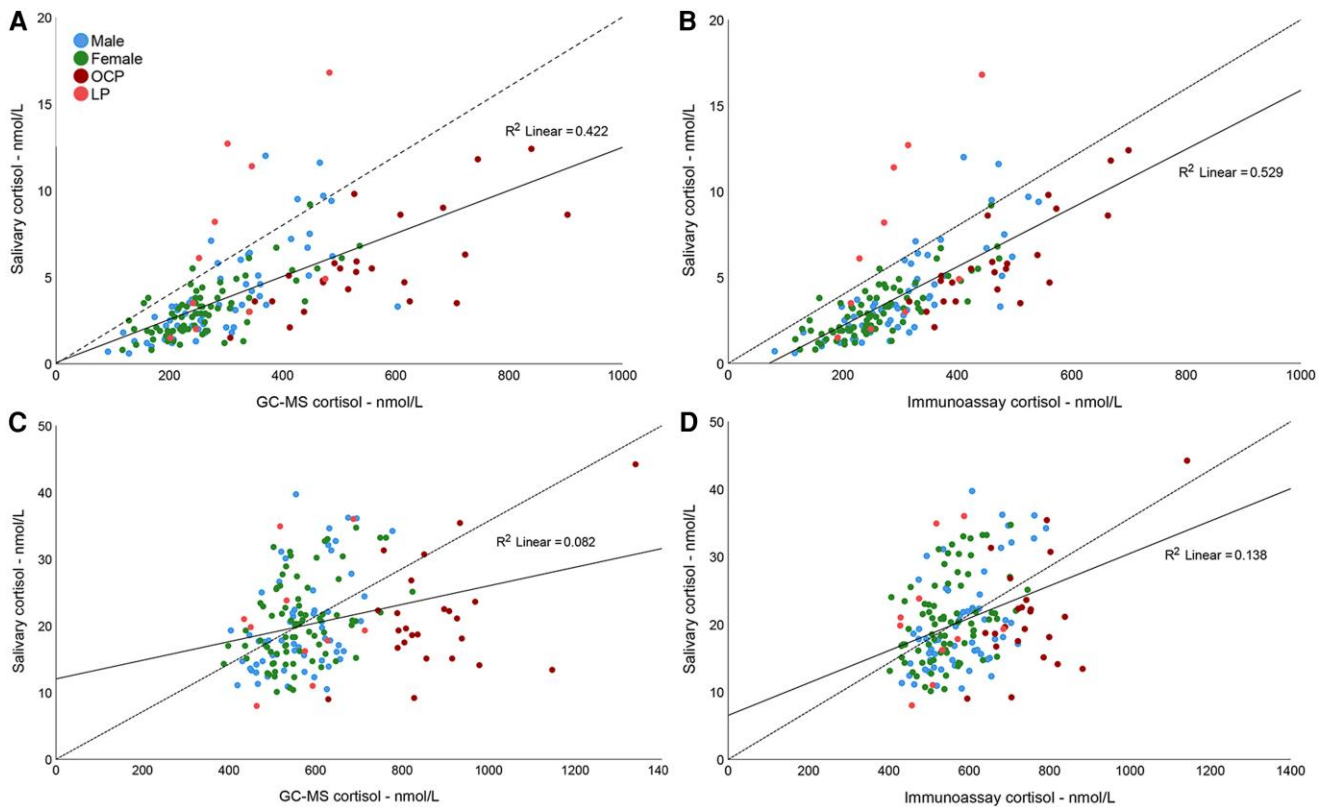 A
B
20
15
10
5
0
Salivary cortisol - nmol/L
Male
Female
OCP
LP
R² Linear = 0.422
0 200 400 600 800 1000
GC-MS cortisol - nmol/L
20
15
10
5
0
Salivary cortisol - nmol/L
R² Linear = 0.529
0 200 400 600 800 1000
Immunoassay cortisol - nmol/L
C
D
50
40
30
20
10
0
Salivary cortisol - nmol/L
R² Linear = 0.082
0 200 400 600 800 1000 1200 140
GC-MS cortisol - nmol/L
50
40
30
20
10
0
Salivary cortisol - nmol/L
R² Linear = 0.138
0 200 400 600 800 1000 1200 1400
Immunoassay cortisol - nmol/L